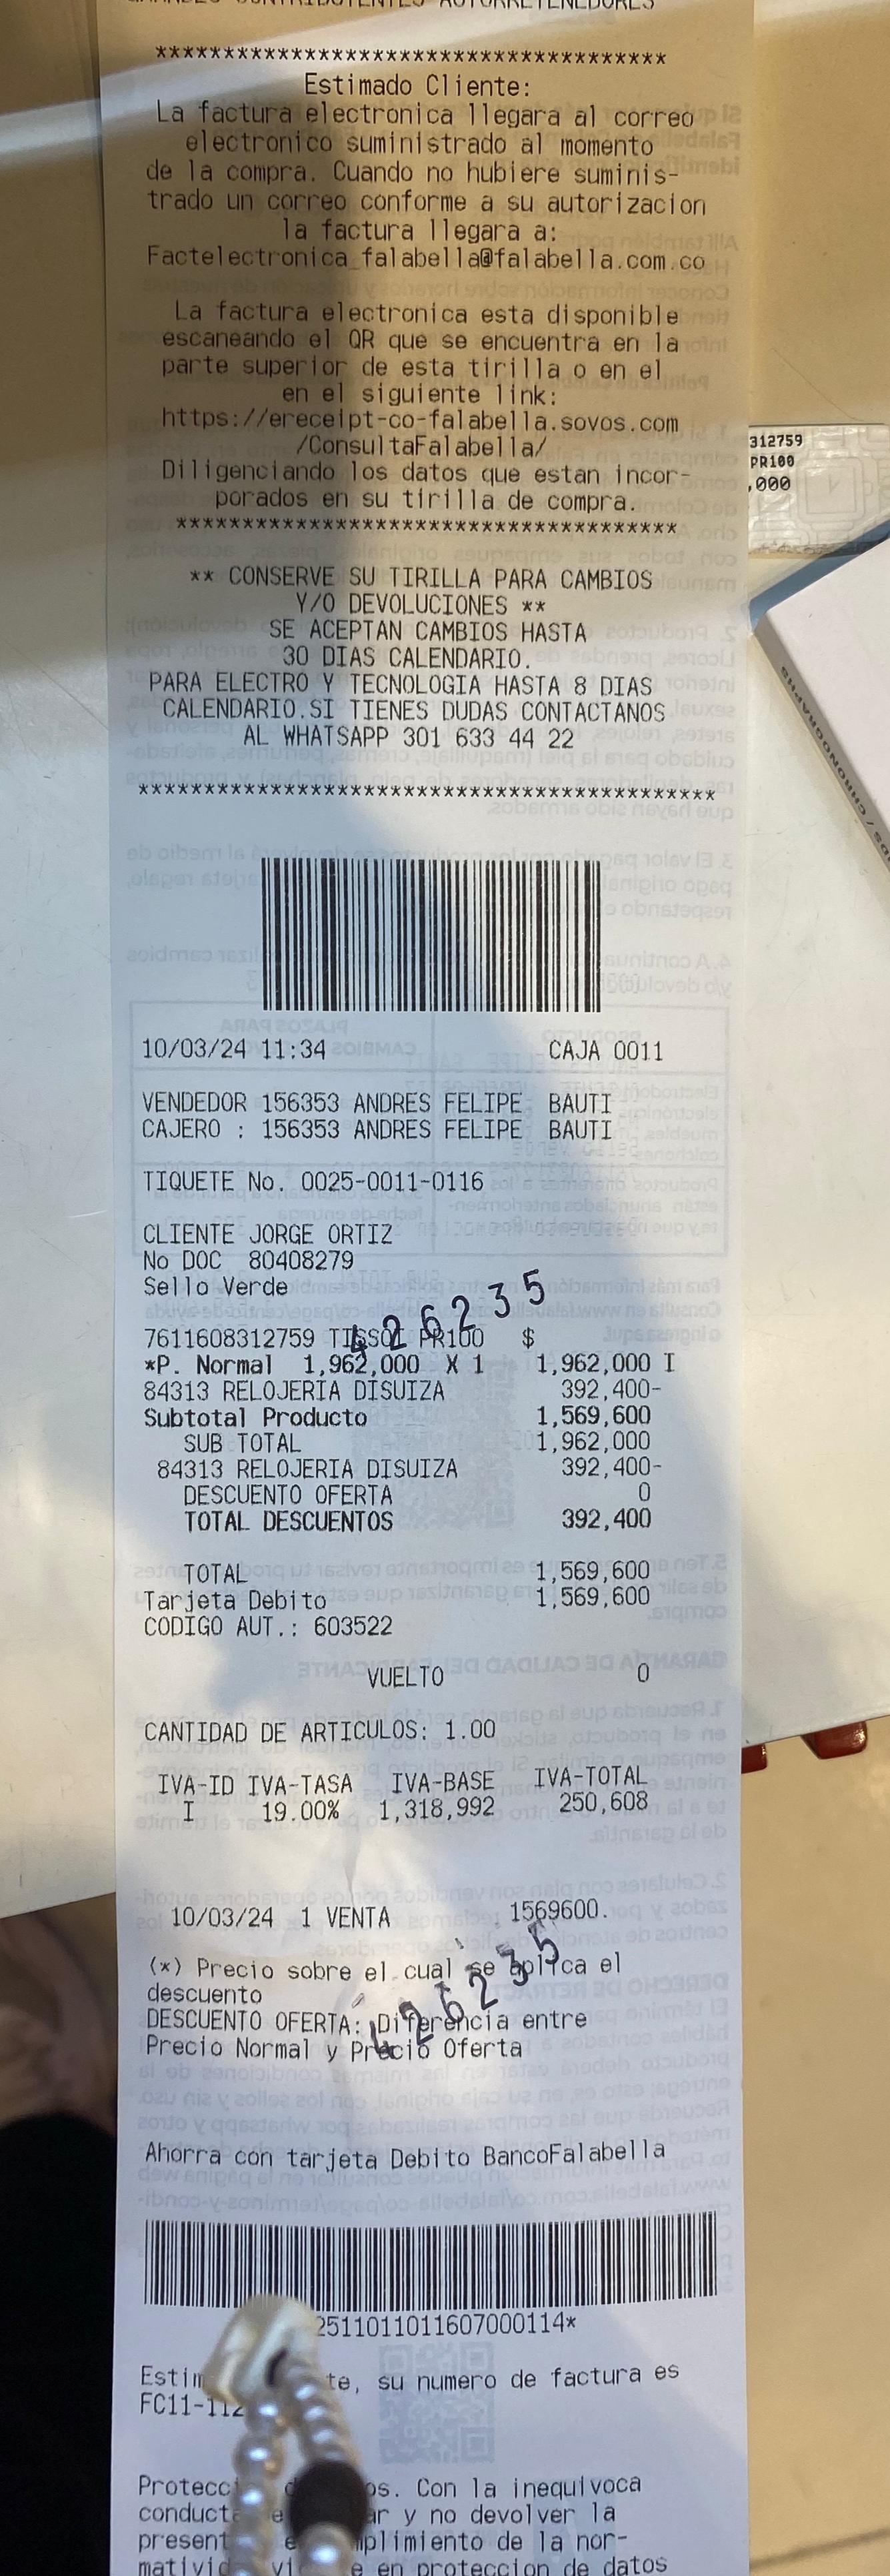 ****************************************
Estimado Cliente:
La factura electronica llegara al correo
electronico suministrado al momento
de la compra. Cuando no hubiere suminis-
trado un correo conforme a su autorizacion
la factura llegara a:
Factelectronica_falabella@falabella.com.co
La factura electronica esta disponible
escaneando el QR que se encuentra en la
parte superior de esta tirilla o en el
en el siguiente link:
https://ereceipt-co-falabella.sovos.com
/ConsultaFalabella/
Diligenciando los datos que estan incor-
porados en su tirilla de compra.
****************************************
** CONSERVE SU TIRILLA PARA CAMBIOS
Y/O DEVOLUCIONES **
SE ACEPTAN CAMBIOS HASTA
30 DIAS CALENDARIO.
PARA ELECTRO Y TECNOLOGIA HASTA 8 DIAS
CALENDARIO.SI TIENES DUDAS CONTACTANOS
AL WHATSAPP 301 633 44 22
********************************************
10/03/24 11:34 CAJA 0011
VENDEDOR 156353 ANDRES FELIPE BAUTI
CAJERO : 156353 ANDRES FELIPE BAUTI
TIQUETE No. 0025-0011-0116
CLIENTE JORGE ORTIZ
No DOC 80408279
Sello Verde
426235
7611608312759 TISSOT PR100 $
*P. Normal 1,962,000 X 1 1,962,000 I
84313 RELOJERIA DISUIZA 392,400-
Subtotal Producto 1,569,600
SUB TOTAL 1,962,000
84313 RELOJERIA DISUIZA 392,400-
DESCUENTO OFERTA 0
TOTAL DESCUENTOS 392,400
TOTAL 1,569,600
Tarjeta Debito 1,569,600
CODIGO AUT.: 603522
VUELTO 0
CANTIDAD DE ARTICULOS: 1.00
IVA-ID IVA-TASA IVA-BASE IVA-TOTAL
I 19.00% 1,318,992 250,608
10/03/24 1 VENTA 1569600.
(*) Precio sobre el cual se aplica el
descuento
426235
DESCUENTO OFERTA: Diferencia entre
Precio Normal y Precio Oferta
Ahorra con tarjeta Debito BancoFalabella
2511011011607000114*
su numero de factura es
FC11-112
Con la inequivoca
y no devolver la
de la nor-
en proteccion de datos
312759
PR100
,000
/ CHRONOGRAPHS